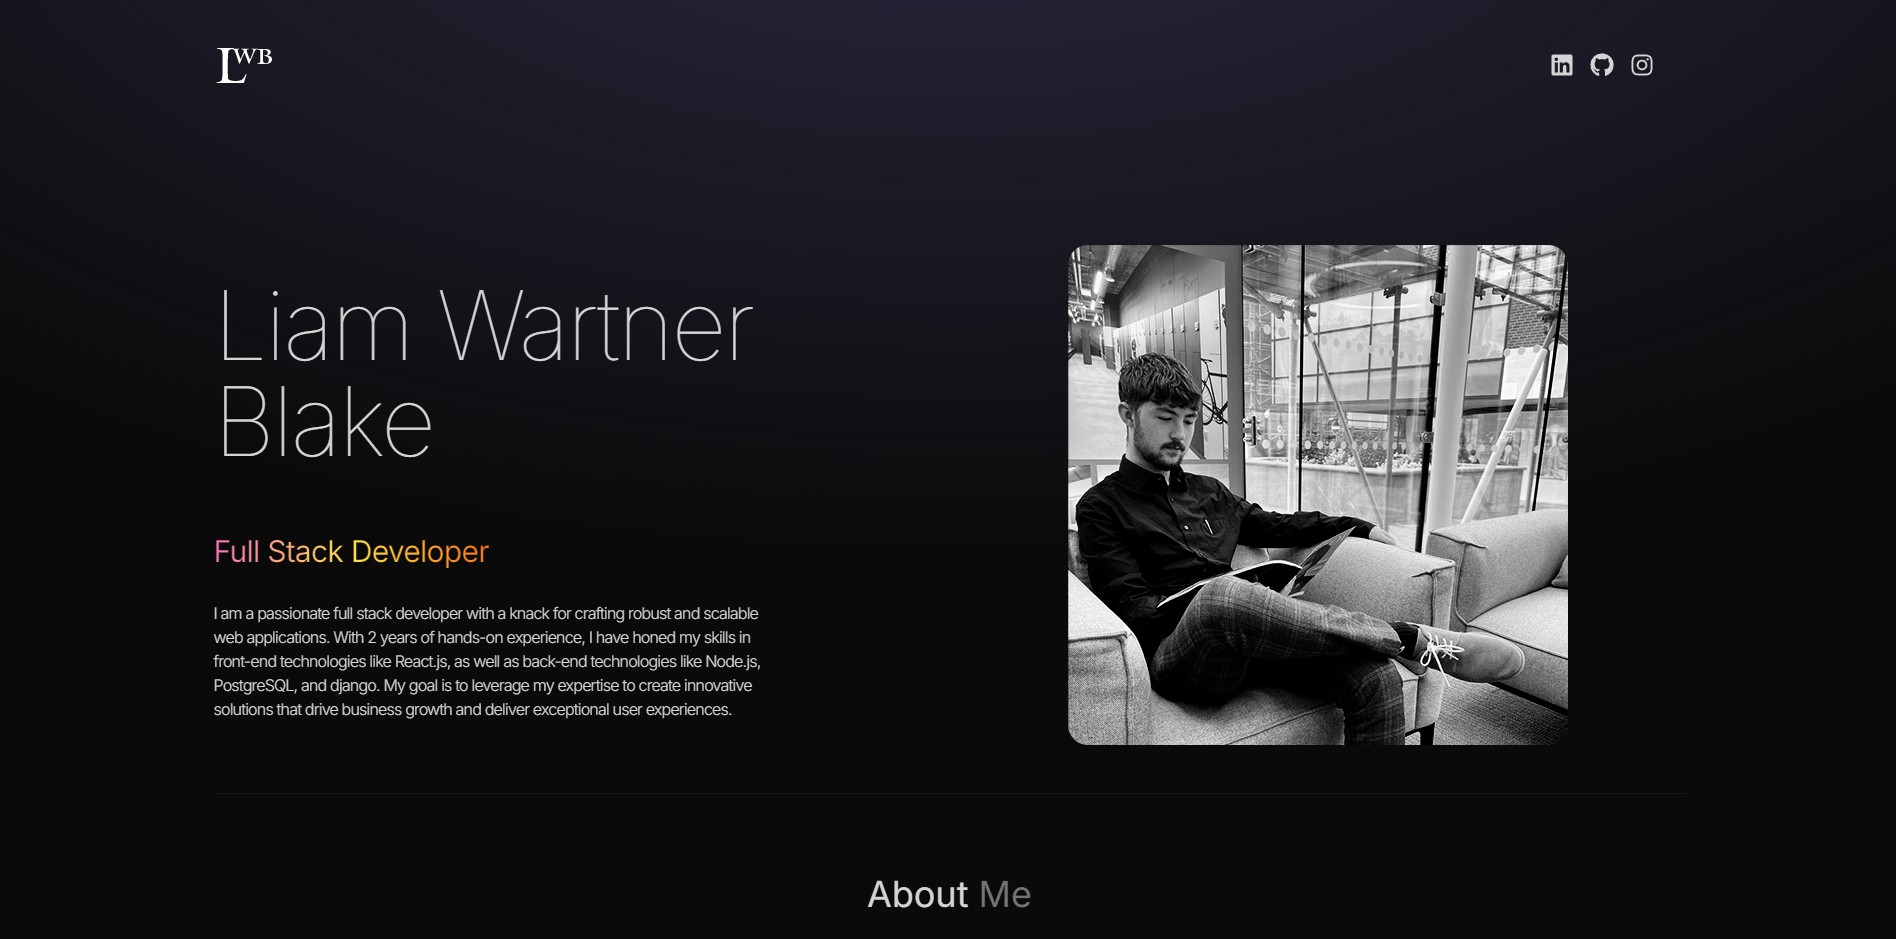 LWB
in
Liam Wartner
Blake
Full Stack Developer
I am a passionate full stack developer with a knack for crafting robust and scalable
web applications. With 2 years of hands-on experience, I have honed my skills in
front-end technologies like React.js, as well as back-end technologies like Node.js,
PostgreSQL, and django. My goal is to leverage my expertise to create innovative
solutions that drive business growth and deliver exceptional user experiences.
About Me